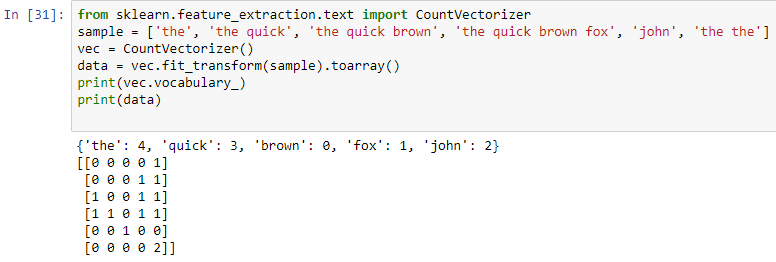 In [31]: from sklearn.feature_extraction.text import CountVectorizer
sample = ['the', 'the quick', 'the quick brown', 'the quick brown fox', 'john', 'the the']
vec = CountVectorizer()
data = vec.fit_transform(sample).toarray()
print(vec.vocabulary_)
print(data)
{'the': 4, 'quick': 3, 'brown': 0, 'fox': 1, 'john': 2}
[[0 0 0 0 1]
 [0 0 0 1 1]
 [1 0 0 1 1]
 [1 1 0 1 1]
 [0 0 1 0 0]
 [0 0 0 0 2]]